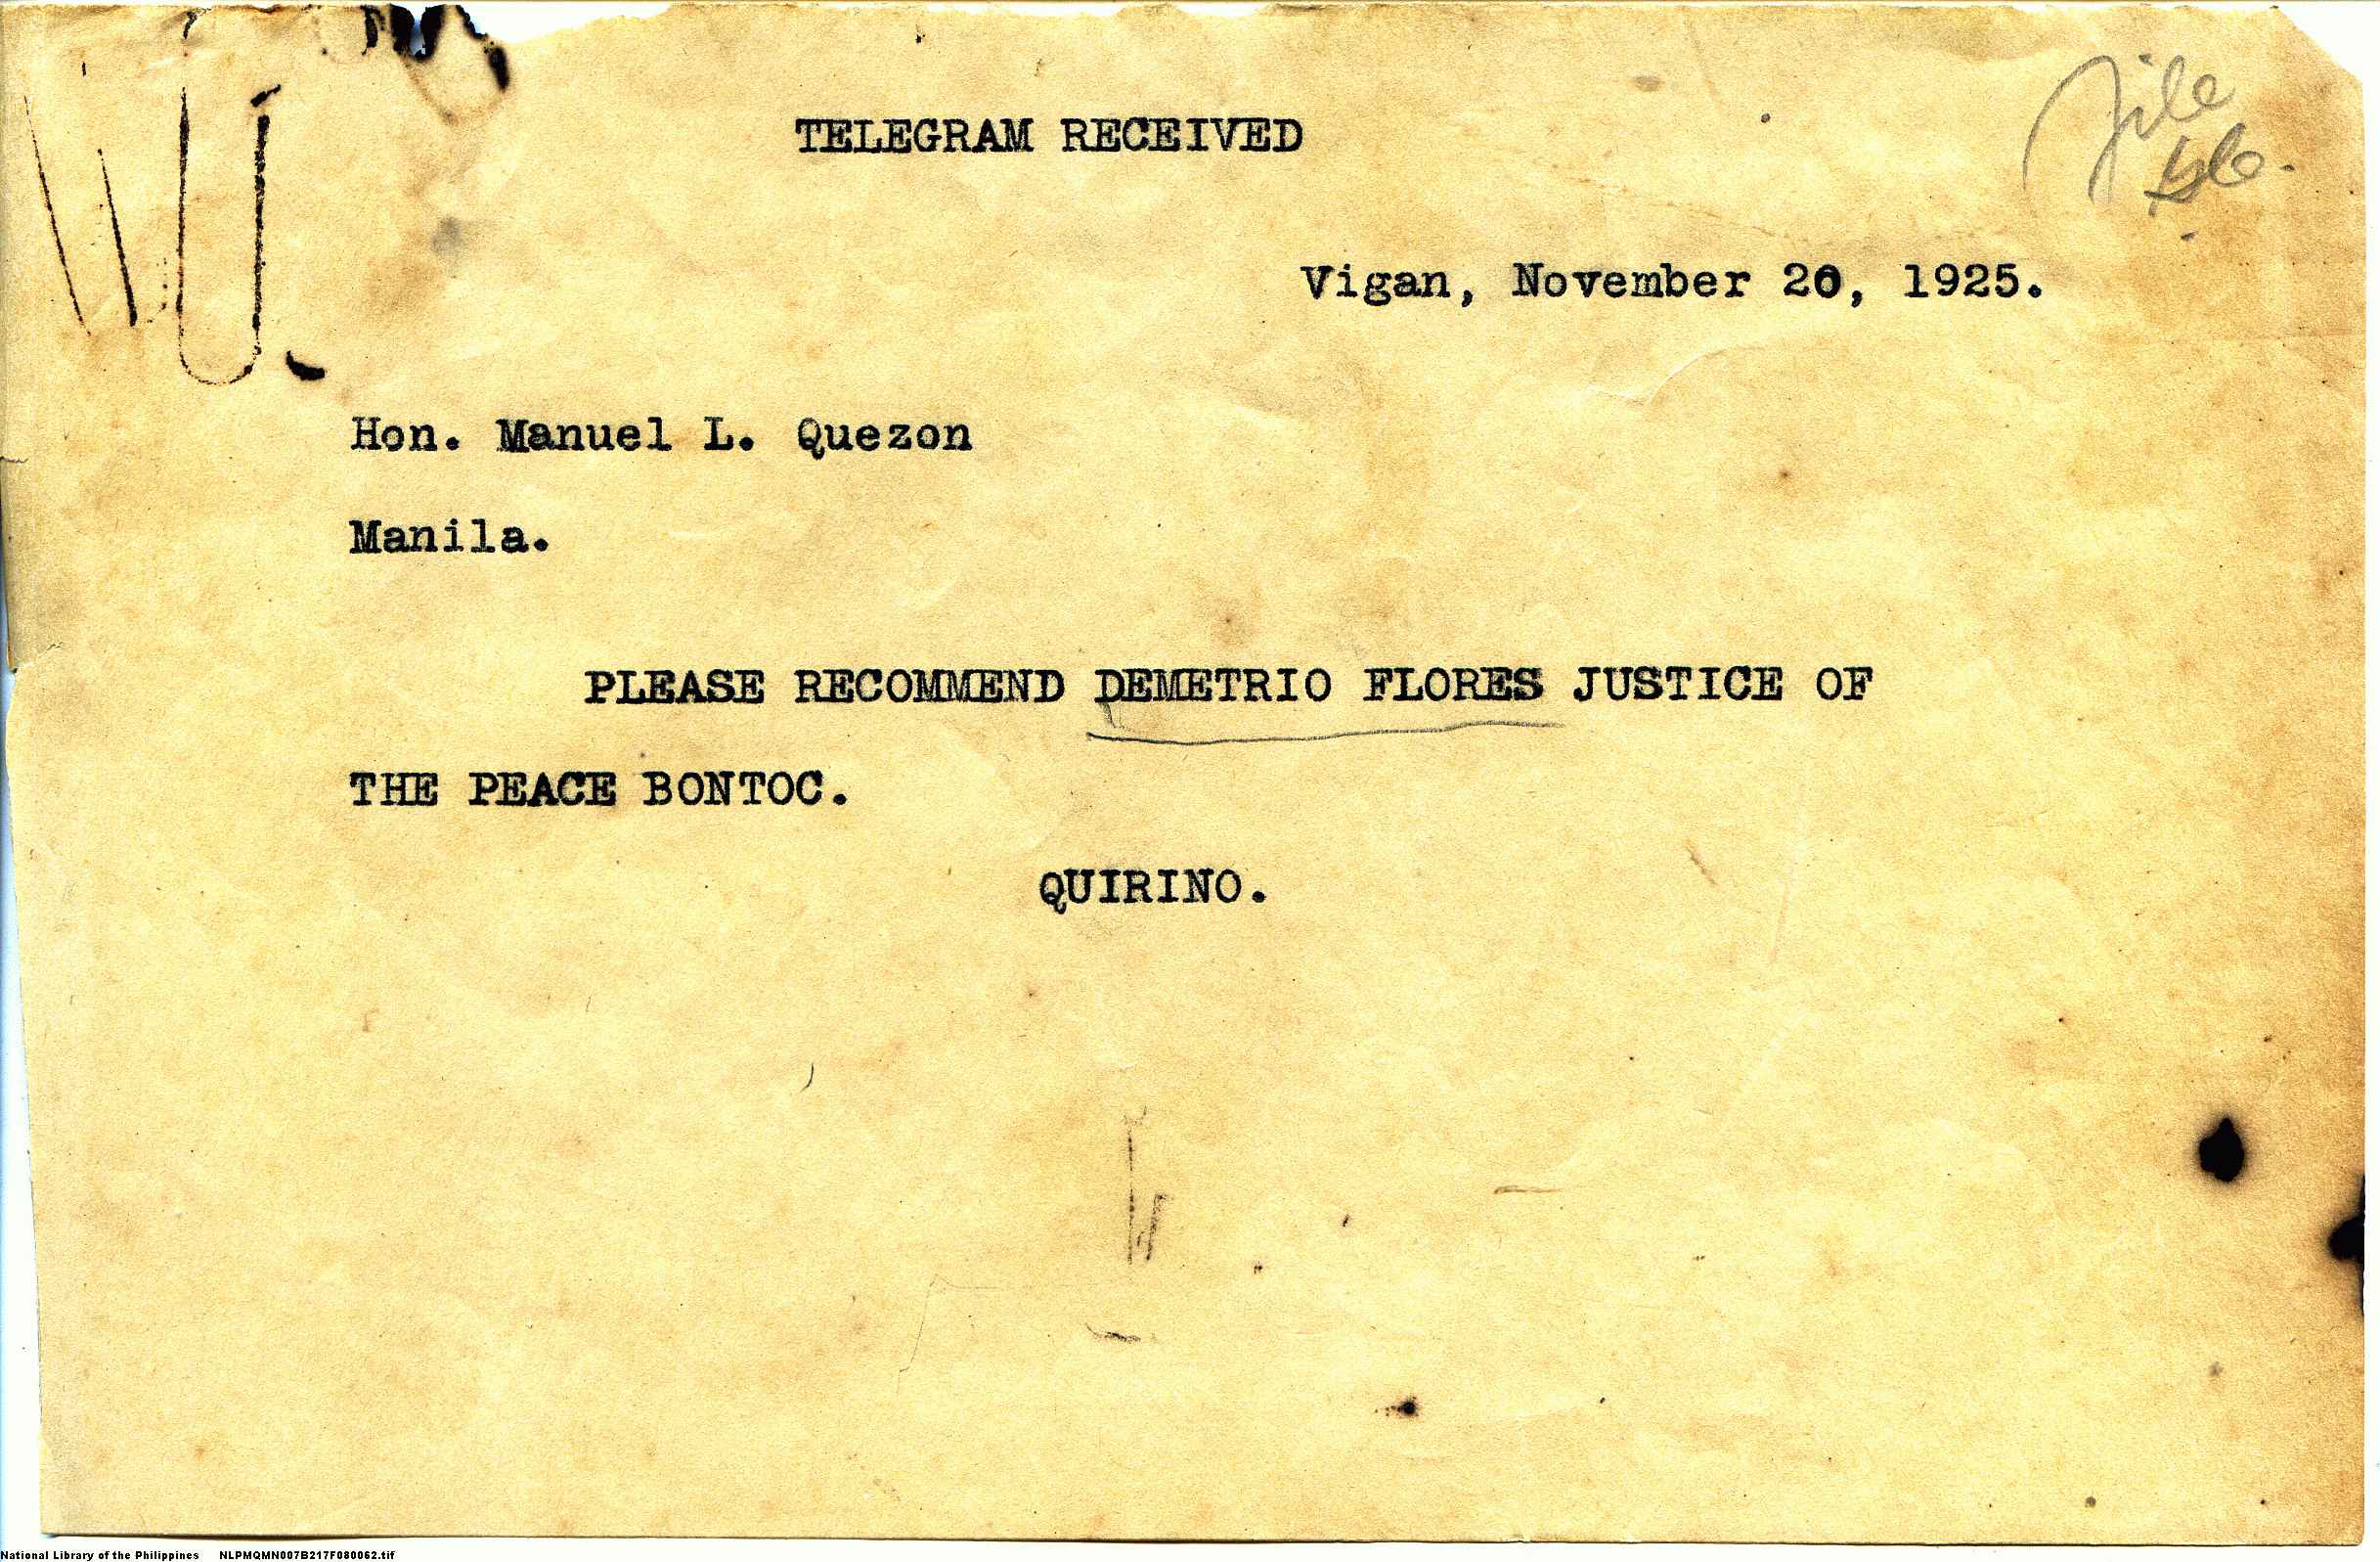 TELEGRAM RECEIVED
File
Vigan, November 20, 1925.
Hon. Manuel L. Quezon
Manila.
PLEASE RECOMMEND DEMETRIO FLORES JUSTICE OF
THE PEACE BONTOC.
QUIRINO.
National Library of the Philippines NLPMQMN007B217F080062.tif